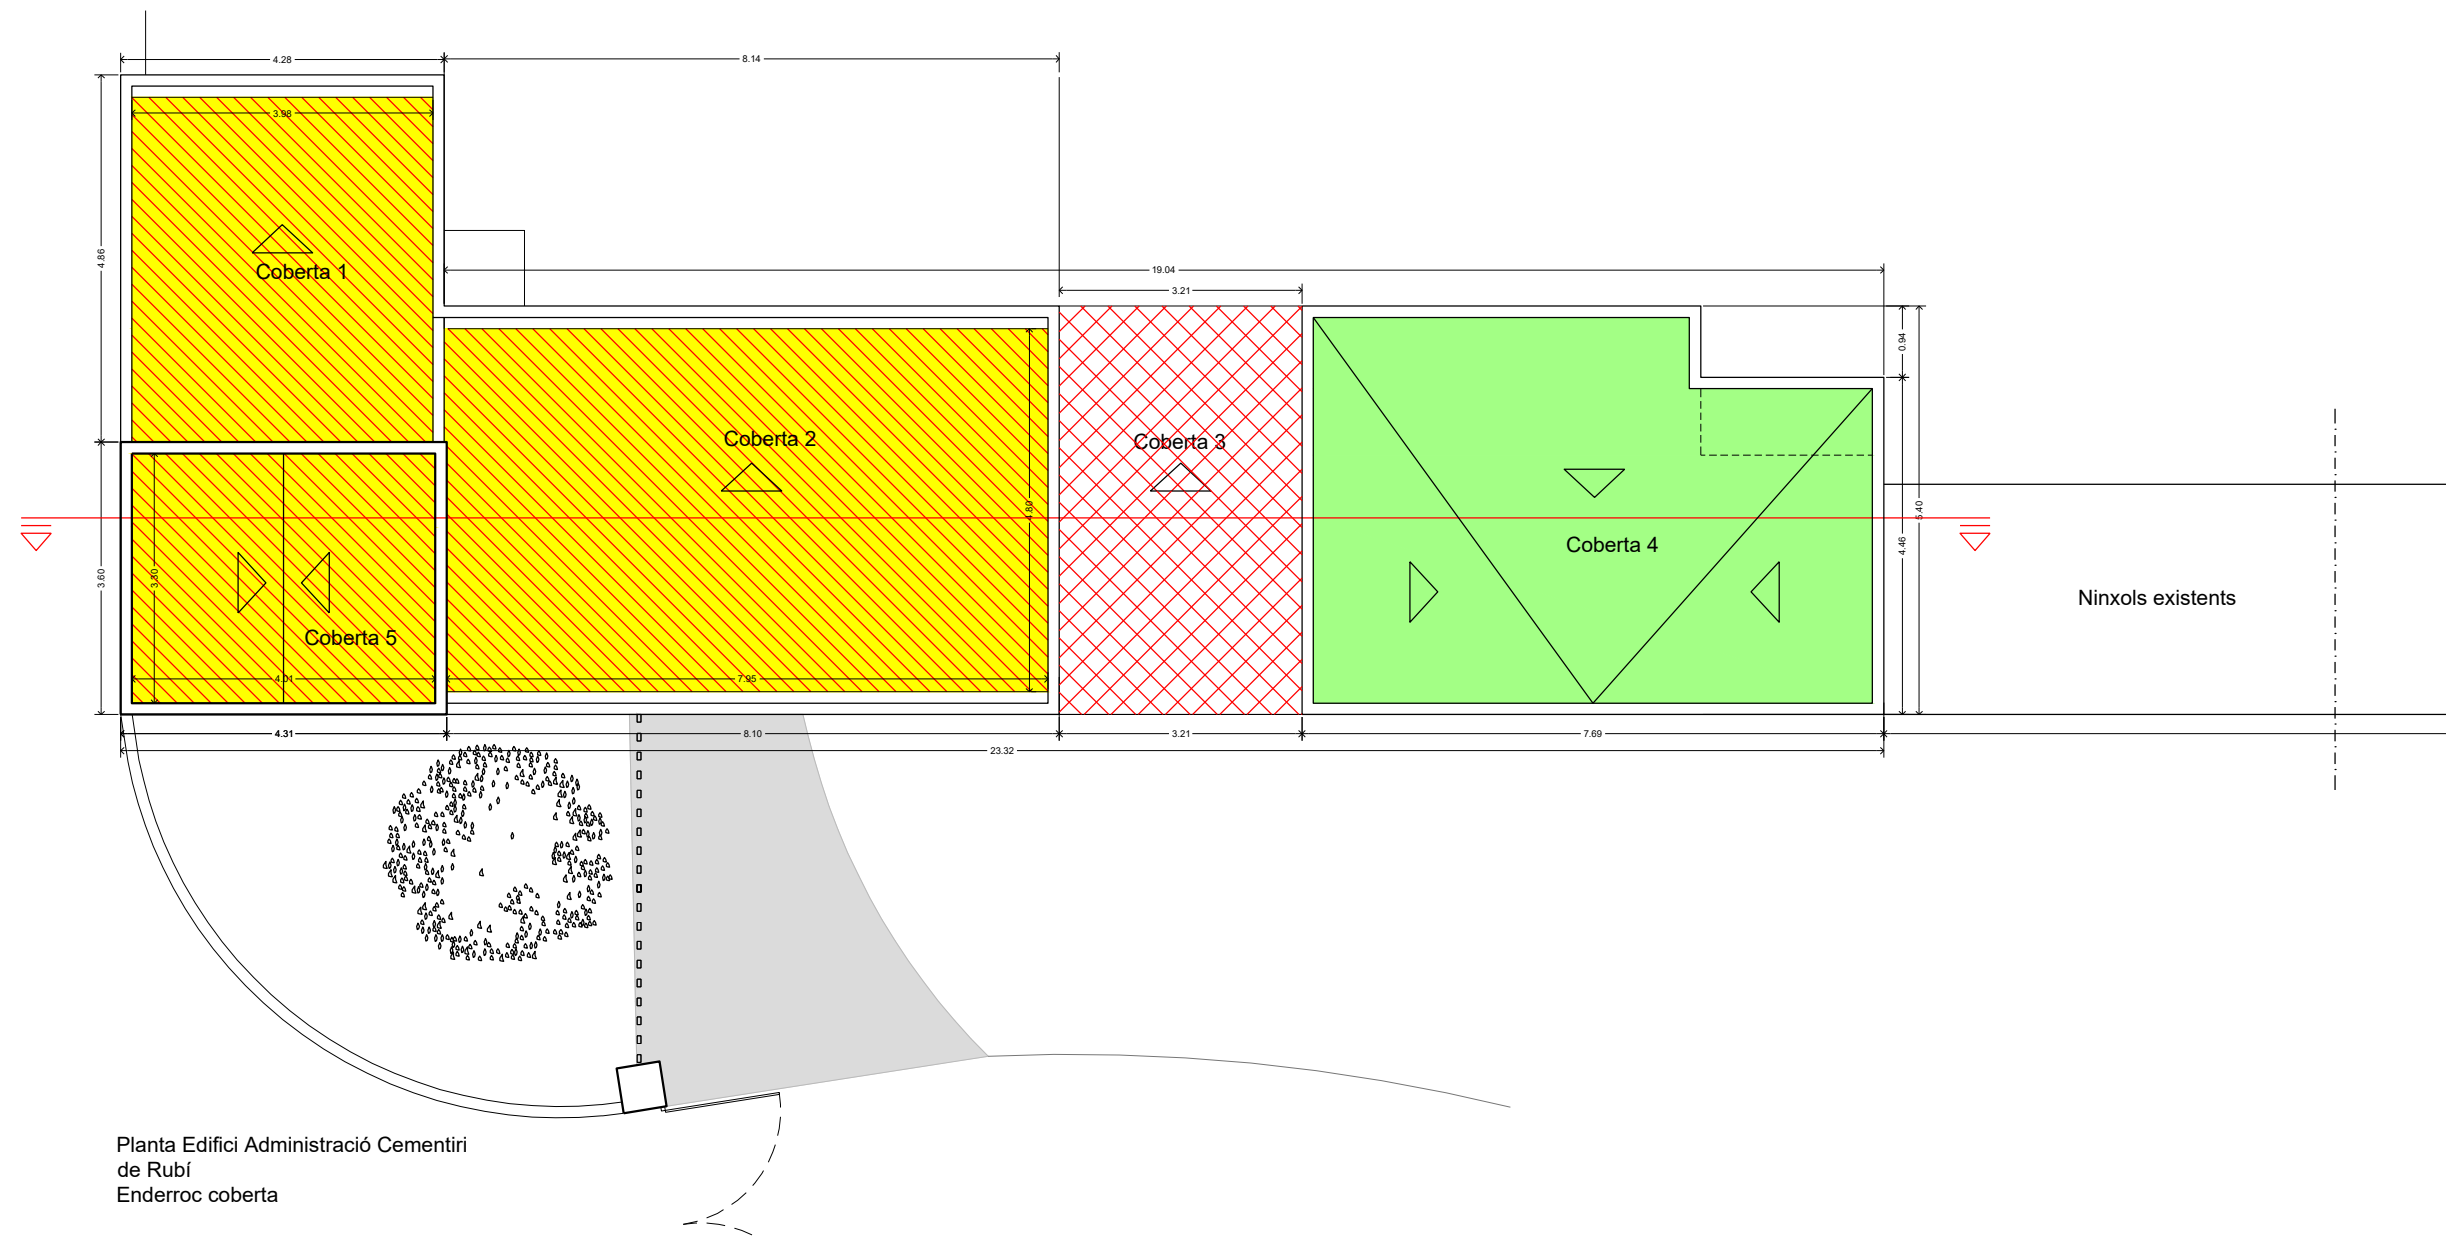 4.28
8.14
3.98
4.86
Coberta 1
19.04
3.21
0.94
Coberta 2
Coberta 3
4.80
5.40
4.46
Coberta 4
3.60
3.30
Ninxols existents
Coberta 5
4.01
7.95
4.31
8.10
3.21
7.69
23.32
Planta Edifici Administració Cementiri
de Rubí
Enderroc coberta